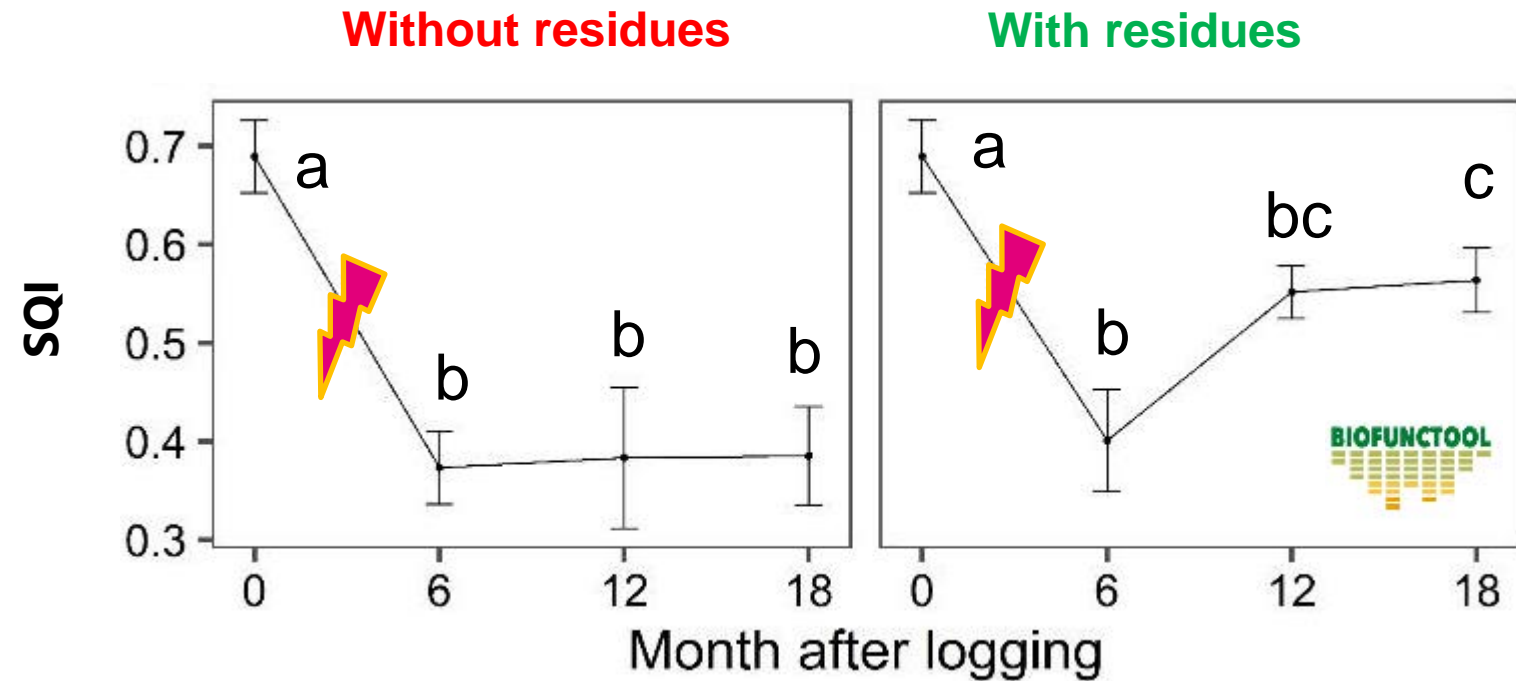 Without residues
With residues
SQI
0.7
0.6
0.5
0.4
0.3
a
b
b
b
a
b
bc
c
BIOFUNCTOOL
0 6 12 18
0 6 12 18
Month after logging